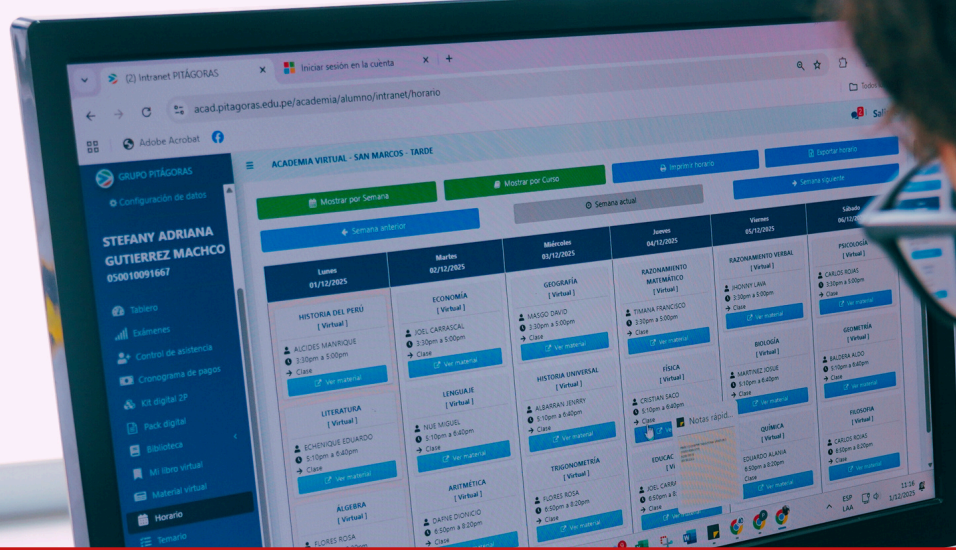 (2) Intranet PITÁGORAS
Iniciar sesión en la cuenta
acad.pitagoras.edu.pe/academia/alumno/intranet/horario
Adobe Acrobat
GRUPO PITÁGORAS
Configuración de datos
STEFANY ADRIANA
GUTIERREZ MACHCO
050010091667
Tablero
Exámenes
Control de asistencia
Cronograma de pagos
Kit digital 2P
Pack digital
Biblioteca
Mi libro virtual
Material virtual
Horario
Temario
ACADEMIA VIRTUAL - SAN MARCOS - TARDE
Mostrar por Semana
Mostrar por Curso
Imprimir horario
Exportar horario
Semana anterior
Semana actual
Semana siguiente
Lunes
01/12/2025
HISTORIA DEL PERÚ
[ Virtual ]
ALCIDES MANRIQUE
3:30pm a 5:00pm
Clase
Ver material
LITERATURA
[ Virtual ]
ECHENIQUE EDUARDO
5:10pm a 6:40pm
Clase
Ver material
ÁLGEBRA
[ Virtual ]
FLORES ROSA
Martes
02/12/2025
ECONOMÍA
[ Virtual ]
JOEL CARRASCAL
3:30pm a 5:00pm
Clase
Ver material
LENGUAJE
[ Virtual ]
NUE MIGUEL
5:10pm a 6:40pm
Clase
Ver material
ARITMÉTICA
[ Virtual ]
DAFNE DIONICIO
6:50pm a 8:20pm
Clase
Miércoles
03/12/2025
GEOGRAFÍA
[ Virtual ]
MASGO DAVID
3:30pm a 5:00pm
Clase
Ver material
HISTORIA UNIVERSAL
[ Virtual ]
ALBARRAN JENRRY
5:10pm a 6:40pm
Clase
Ver material
TRIGONOMETRÍA
[ Virtual ]
FLORES ROSA
6:50pm a 8:20pm
Clase
Ver material
Jueves
04/12/2025
RAZONAMIENTO
MATEMÁTICO
[ Virtual ]
TIMANA FRANCISCO
3:30pm a 5:00pm
Clase
Ver material
FÍSICA
[ Virtual ]
CRISTIAN SACO
5:10pm a 6:40pm
Clase
Notas rápid...
EDUCAC
JOEL CARM
6:50pm a 8
Clase
Ver material
Viernes
05/12/2025
RAZONAMIENTO VERBAL
[ Virtual ]
JHONNY LAVA
3:30pm a 5:00pm
Clase
Ver material
BIOLOGÍA
[ Virtual ]
MARTINEZ JOSUE
5:10pm a 6:40pm
Clase
Ver material
QUÍMICA
[ Virtual ]
EDUARDO ALANIA
6:50pm a 8:20pm
Clase
Ver material
Sábado
PSICOLOGÍA
[ Virtual ]
CARLOS ROJAS
3:30pm a 5:00pm
Clase
Ver material
GEOMETRÍA
[ Virtual ]
BALDERA ALDO
5:10pm a 6:40pm
Clase
Ver material
FILOSOFIA
[ Virtual ]
CARLOS ROJAS
6:50pm a 8:20pm
Clase
Ver material
ESP
LAA
11:16
1/12/2025